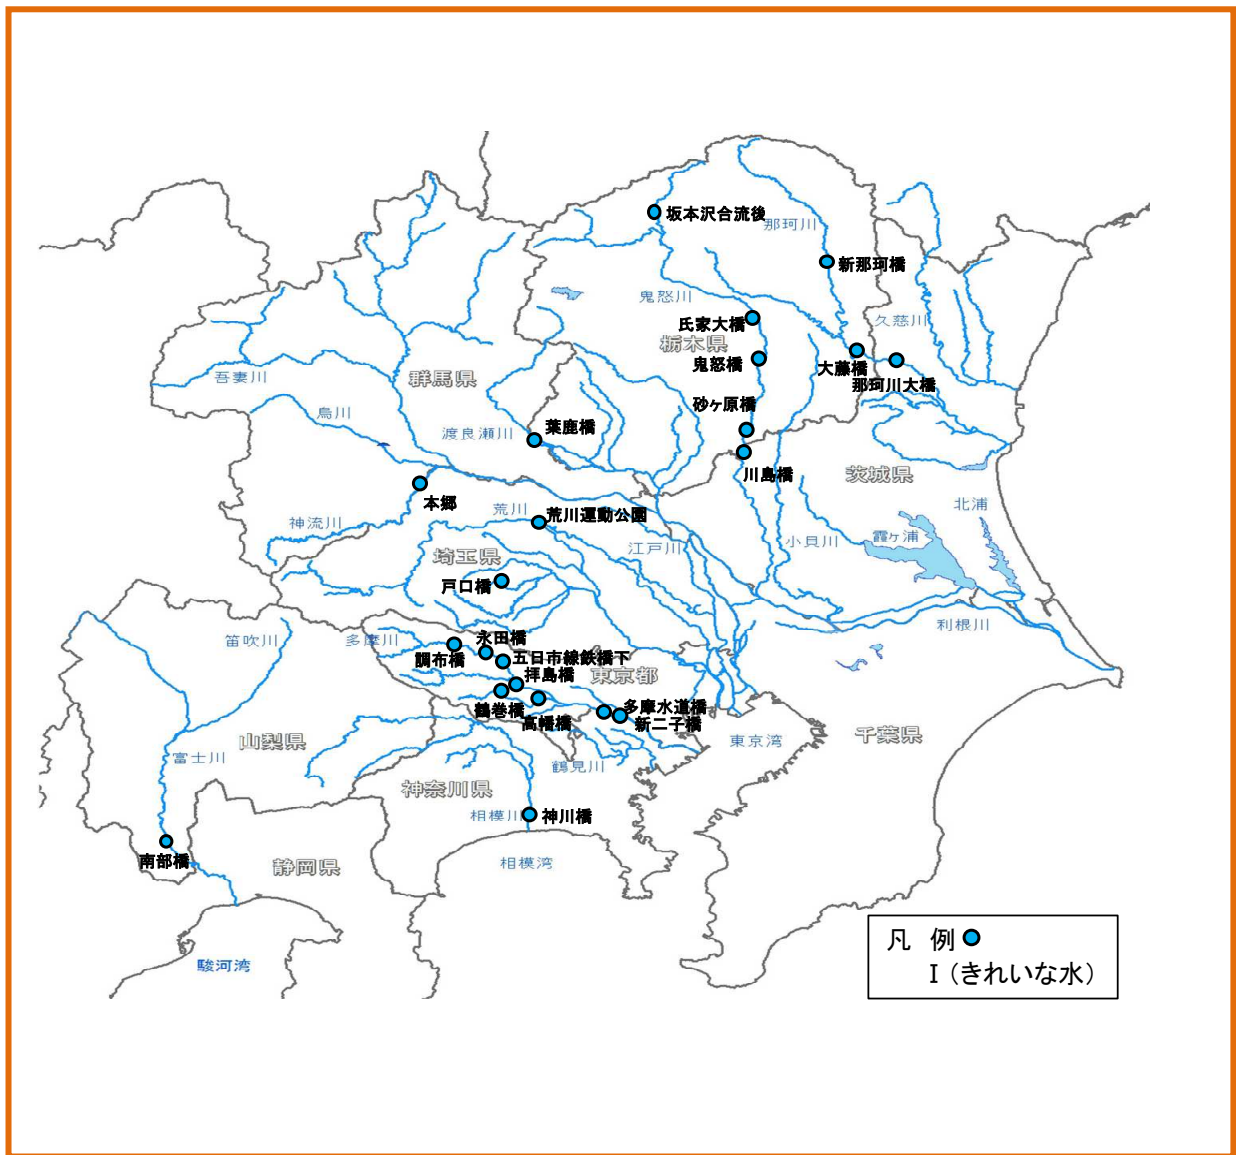 坂本沢合流後
那珂川
新那珂橋
鬼怒川
氏家大橋
久慈川
栃木県
鬼怒橋
大藤橋
那珂川大橋
吾妻川
群馬県
烏川
砂ヶ原橋
渡良瀬川
葉鹿橋
川島橋
茨城県
本郷
北浦
神流川
荒川
荒川運動公園
霞ヶ浦
江戸川
小貝川
埼玉県
戸口橋
利根川
笛吹川
多摩川
永田橋
調布橋
五日市線鉄橋下
東京都
拝島橋
鶴巻橋
高幡橋
多摩水道橋
新二子橋
山梨県
東京湾
千葉県
富士川
鶴見川
神奈川県
相模川
神川橋
南部橋
静岡県
相模湾
駿河湾
凡 例
I（きれいな水）